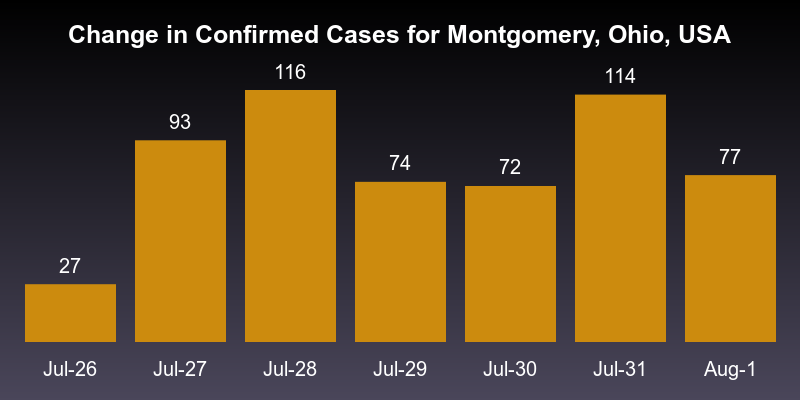 Change in Confirmed Cases for Montgomery, Ohio, USA
27
93
116
74
72
114
77
Jul-26
Jul-27
Jul-28
Jul-29
Jul-30
Jul-31
Aug-1